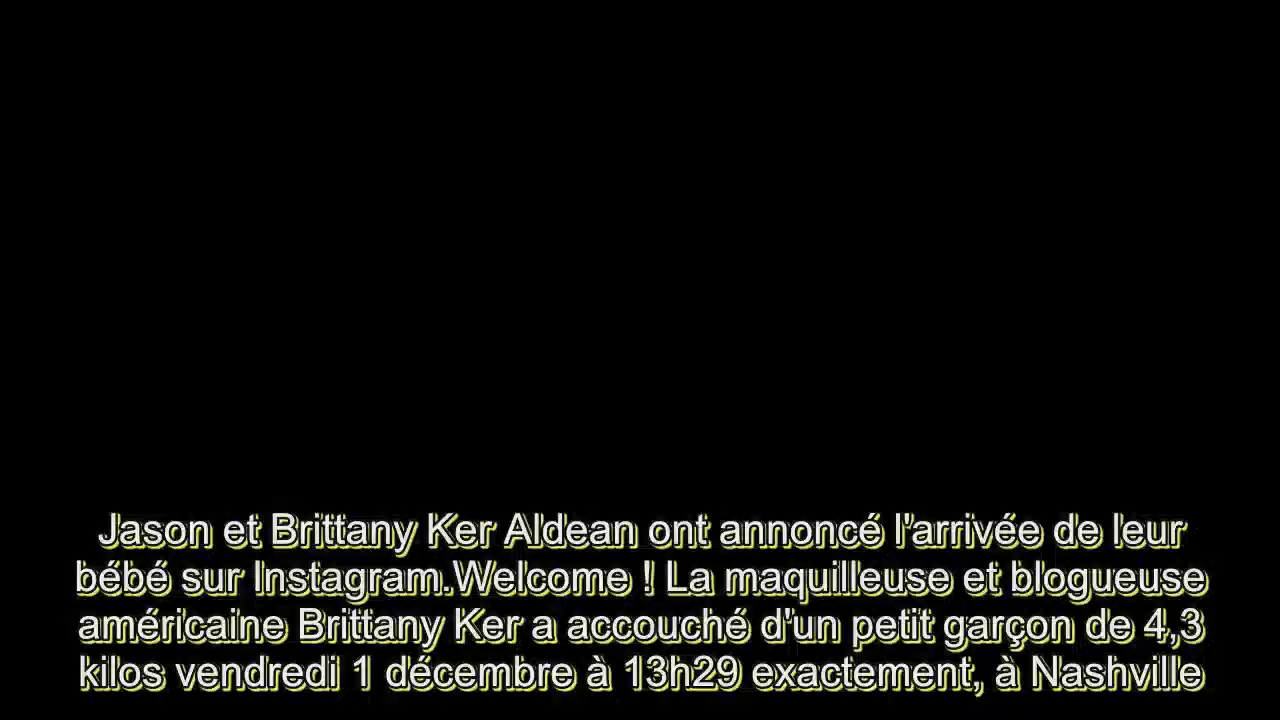 Jason et Brittany Ker Aldean ont annoncé l'arrivée de leur
bébé sur Instagram.Welcome ! La maquilleuse et blogueuse
américaine Brittany Ker a accouché d'un petit garçon de 4,3
kilos vendredi 1 décembre à 13h29 exactement, à Nashville